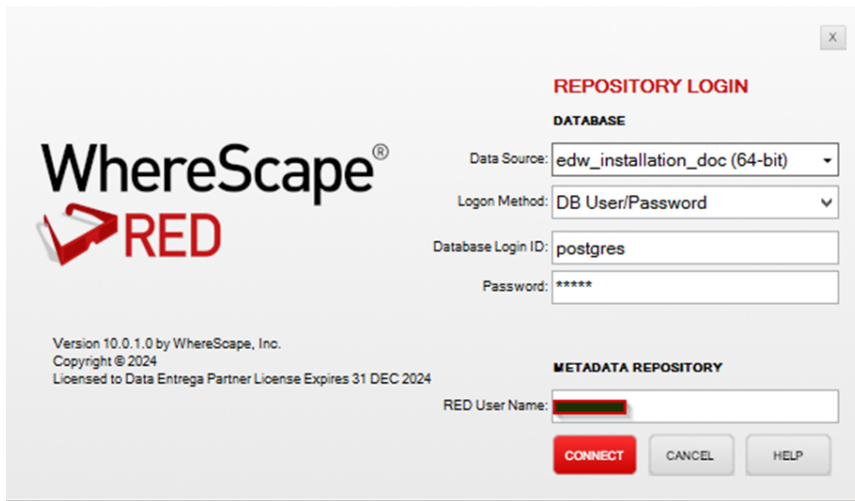 X
REPOSITORY LOGIN
DATABASE
Data Source: edw_installation_doc (64-bit)
Logon Method: DB User/Password
Database Login ID: postgres
Password: *****
WhereScape®
RED
Version 10.0.1.0 by WhereScape, Inc.
Copyright © 2024
Licensed to Data Entrega Partner License Expires 31 DEC 2024
METADATA REPOSITORY
RED User Name:
CONNECT CANCEL HELP